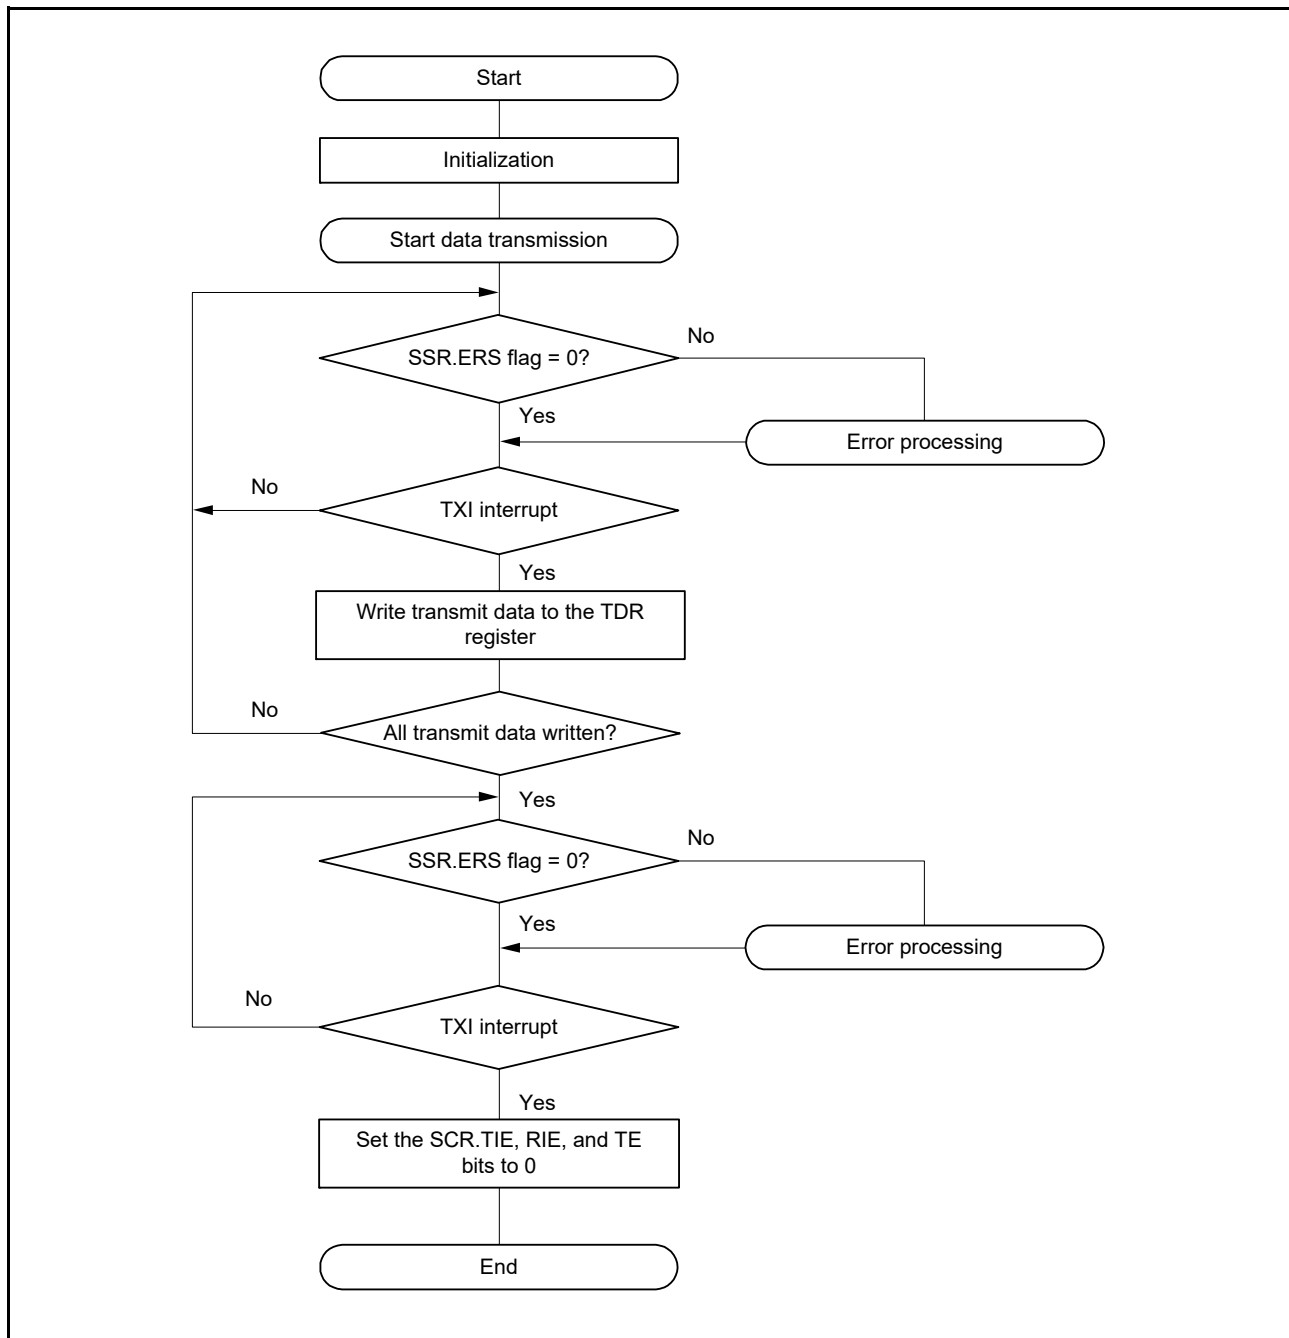 Start
Initialization
Start data transmission
SSR.ERS flag = 0?
No
Yes
Error processing
No
TXI interrupt
Yes
Write transmit data to the TDR
register
No
All transmit data written?
Yes
SSR.ERS flag = 0?
No
Yes
Error processing
No
TXI interrupt
Yes
Set the SCR.TIE, RIE, and TE
bits to 0
End